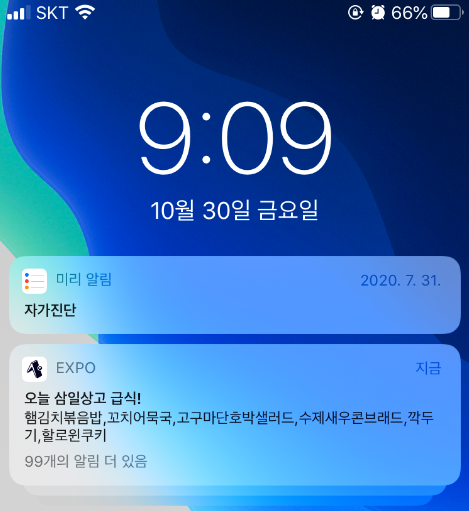 SKT 66%
9:09
10월 30일 금요일
미리 알림 2020. 7. 31.
자가진단
EXPO 지금
오늘 삼일상고 급식!
햄김치볶음밥,꼬치어묵국,고구마단호박샐러드,수제새우콘브래드,깍두
기,할로윈쿠키
99개의 알림 더 있음